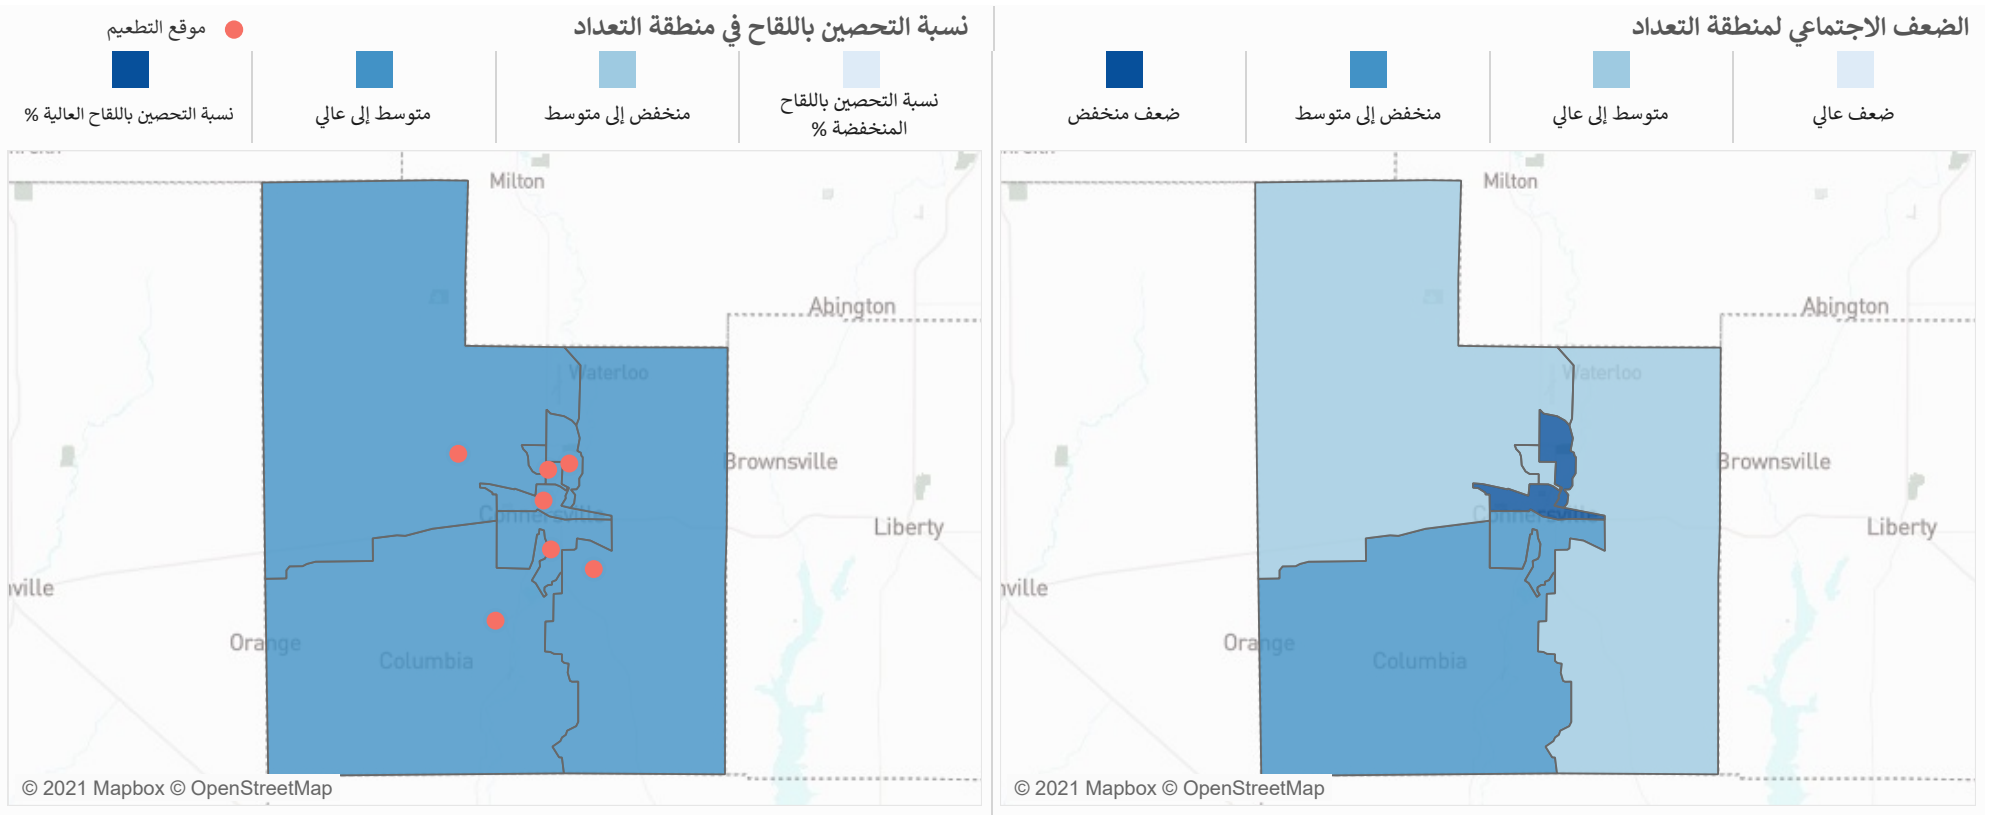 الضعف الاجتماعي لمنطقة التعداد
ضعف عالي
متوسط إلى عالي
منخفض إلى متوسط
ضعف منخفض
Milton
Abington
Waterloo
Brownsville
Connersville
Liberty
Orange
Columbia
© 2021 Mapbox © OpenStreetMap
نسبة التحصين باللقاح في منطقة التعداد
موقع التطعيم
نسبة التحصين باللقاح
المنخفضة %
منخفض إلى متوسط
متوسط إلى عالي
نسبة التحصين باللقاح العالية %
Milton
Abington
Waterloo
Brownsville
Connersville
Liberty
ville
Orange
Columbia
© 2021 Mapbox © OpenStreetMap